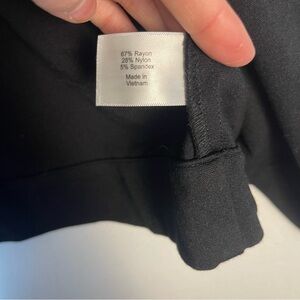 67% Rayon
28% Nylon
5% Spandex
Made in
Vietnam